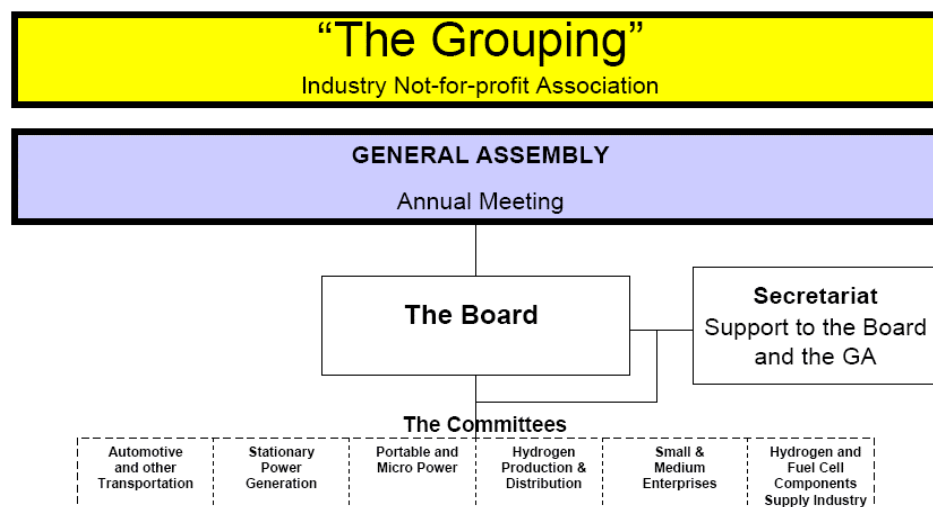 “The Grouping”
Industry Not-for-profit Association
GENERAL ASSEMBLY
Annual Meeting
The Board
Secretariat
Support to the Board
and the GA
The Committees
Automotive
and other
Transportation
Stationary
Power
Generation
Portable and
Micro Power
Hydrogen
Production &
Distribution
Small &
Medium
Enterprises
Hydrogen and
Fuel Cell
Components
Supply Industry